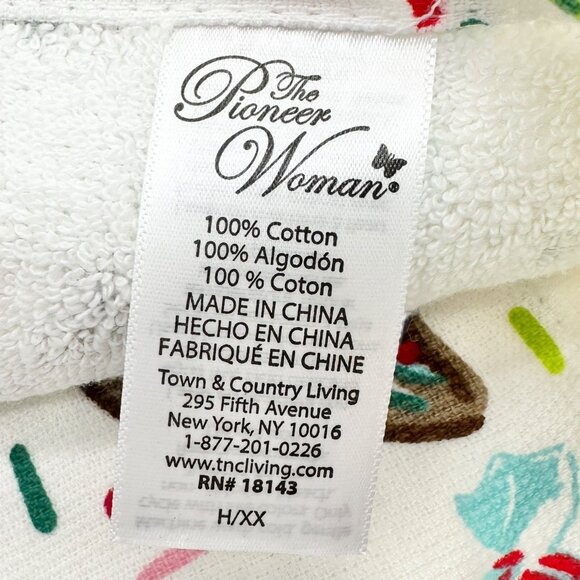 The
Pioneer
Woman®
100% Cotton
100% Algodón
100 % Coton
MADE IN CHINA
HECHO EN CHINA
FABRIQUÉ EN CHINE
Town & Country Living
295 Fifth Avenue
New York, NY 10016
1-877-201-0226
www.tncliving.com
RN# 18143
H/XX